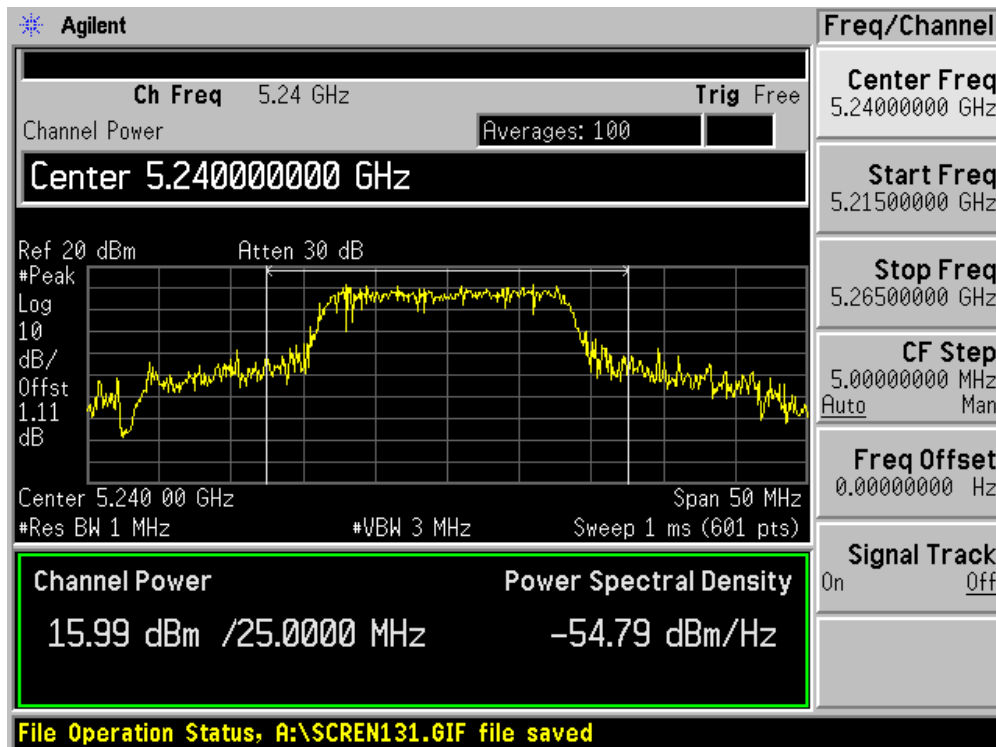 Agilent
Freq/Channel
Ch Freq 5.24 GHz Trig Free
Channel Power Averages: 100
Center 5.240000000 GHz
Ref 20 dBm Atten 30 dB
#Peak
Log
10
dB/
Offst
1.11
dB
Center 5.240 00 GHz Span 50 MHz
#Res BW 1 MHz #VBW 3 MHz Sweep 1 ms (601 pts)
Channel Power Power Spectral Density
15.99 dBm /25.0000 MHz -54.79 dBm/Hz
File Operation Status, A:\SCREN131.GIF file saved
Center Freq
5.24000000 GHz
Start Freq
5.21500000 GHz
Stop Freq
5.26500000 GHz
CF Step
5.00000000 MHz
Auto Man
Freq Offset
0.00000000 Hz
Signal Track
On Off